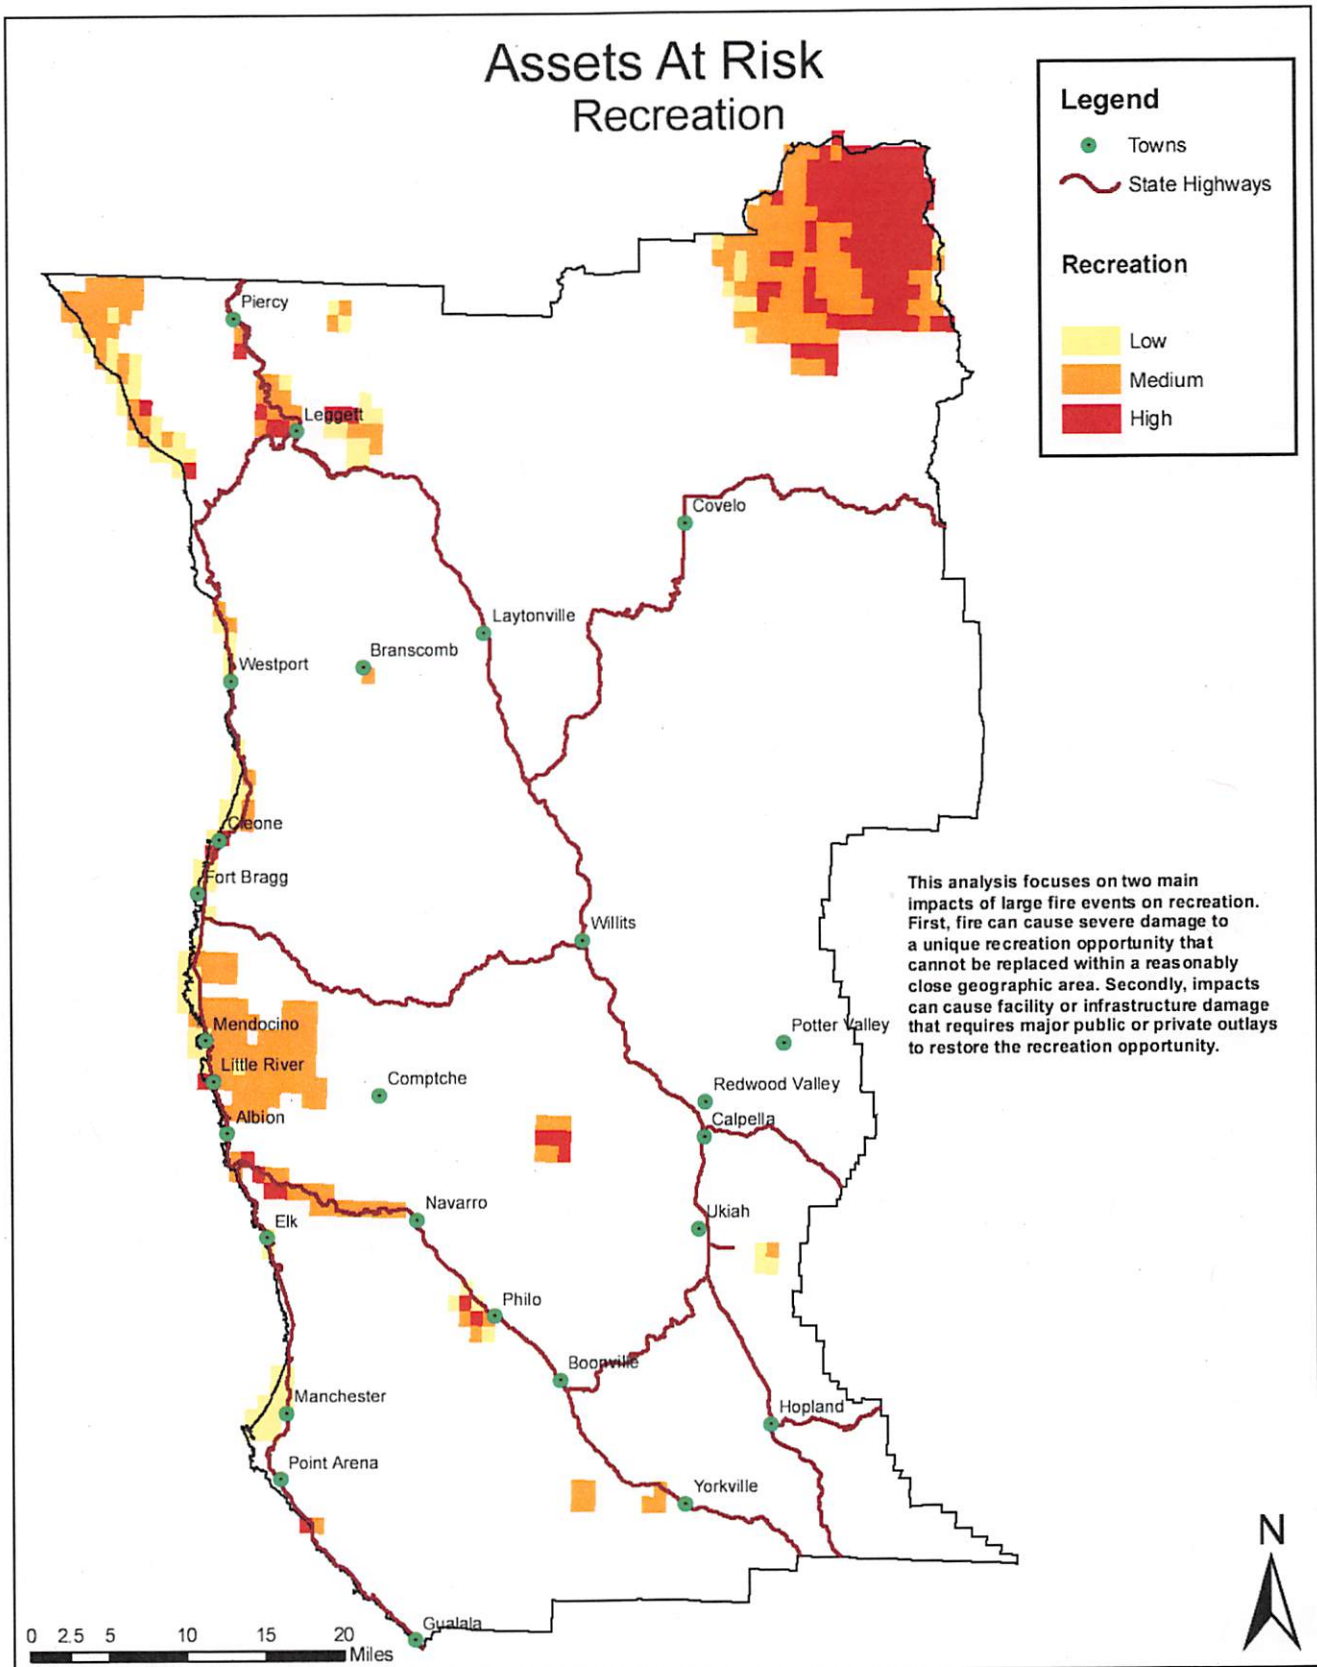 Assets At Risk
Recreation
Legend
Towns
State Highways
Recreation
Low
Medium
High
Piercy
Leggett
Covelo
Laytonville
Branscomb
Westport
Cleone
Fort Bragg
Willits
This analysis focuses on two main
impacts of large fire events on recreation.
First, fire can cause severe damage to
a unique recreation opportunity that
cannot be replaced within a reasonably
close geographic area. Secondly, impacts
can cause facility or infrastructure damage
that requires major public or private outlays
to restore the recreation opportunity.
Mendocino
Potter Valley
Little River
Comptche
Redwood Valley
Albion
Calpella
Navarro
Elk
Ukiah
Philo
Boonville
Manchester
Hopland
Point Arena
Yorkville
N
Gualala
0 2.5 5 10 15 20
Miles